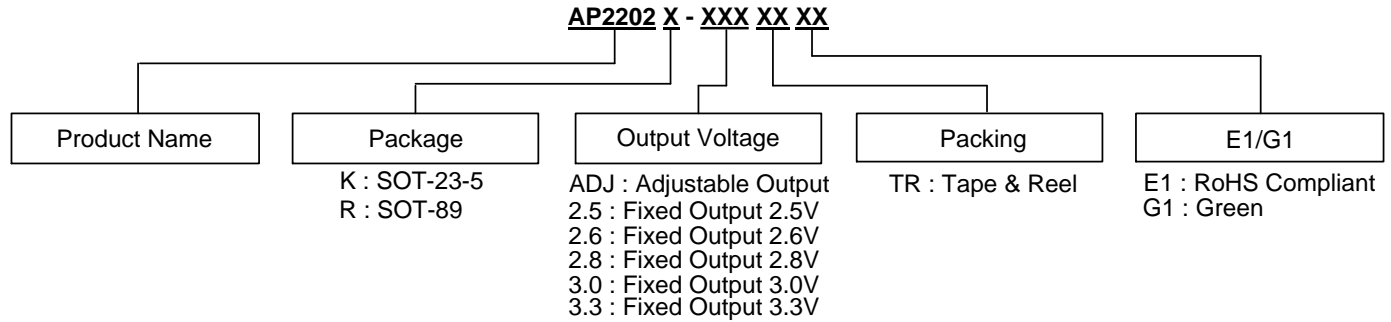 AP2202 X - XXX XX XX
Product Name
Package
Output Voltage
Packing
E1/G1
K : SOT-23-5
R : SOT-89
ADJ : Adjustable Output
2.5 : Fixed Output 2.5V
2.6 : Fixed Output 2.6V
2.8 : Fixed Output 2.8V
3.0 : Fixed Output 3.0V
3.3 : Fixed Output 3.3V
TR : Tape & Reel
E1 : RoHS Compliant
G1 : Green